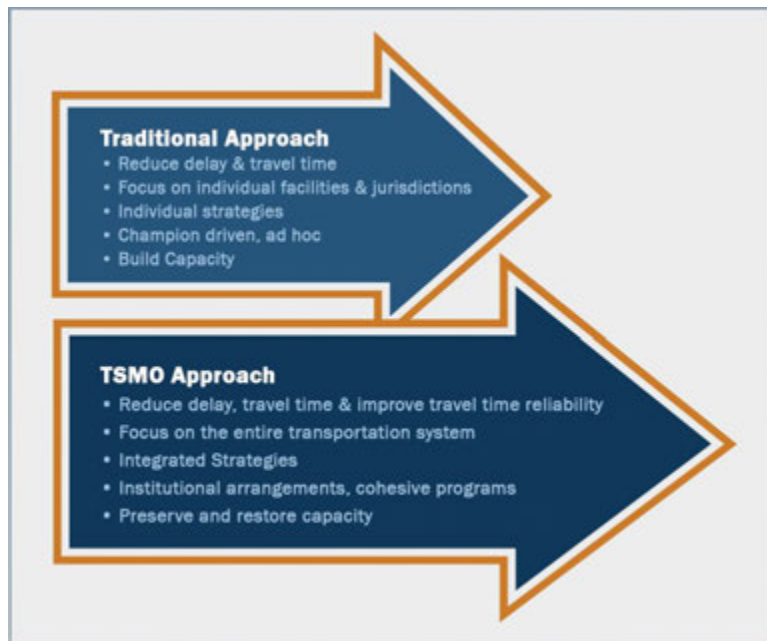 Traditional Approach
• Reduce delay & travel time
• Focus on individual facilities & jurisdictions
• Individual strategies
• Champion driven, ad hoc
• Build Capacity
TSMO Approach
• Reduce delay, travel time & improve travel time reliability
• Focus on the entire transportation system
• Integrated Strategies
• Institutional arrangements, cohesive programs
• Preserve and restore capacity